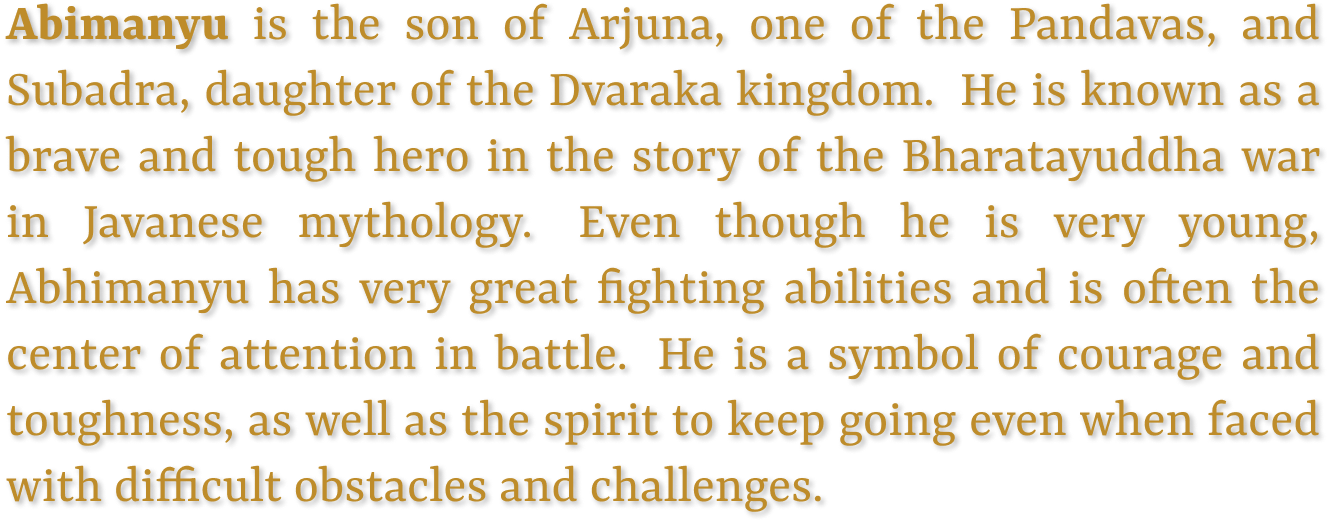 Abimanyu is the son of Arjuna, one of the Pandavas, and
Subadra, daughter of the Dvaraka kingdom. He is known as a
brave and tough hero in the story of the Bharatayuddha war
in Javanese mythology. Even though he is very young,
Abhimanyu has very great fighting abilities and is often the
center of attention in battle. He is a symbol of courage and
toughness, as well as the spirit to keep going even when faced
with difficult obstacles and challenges.